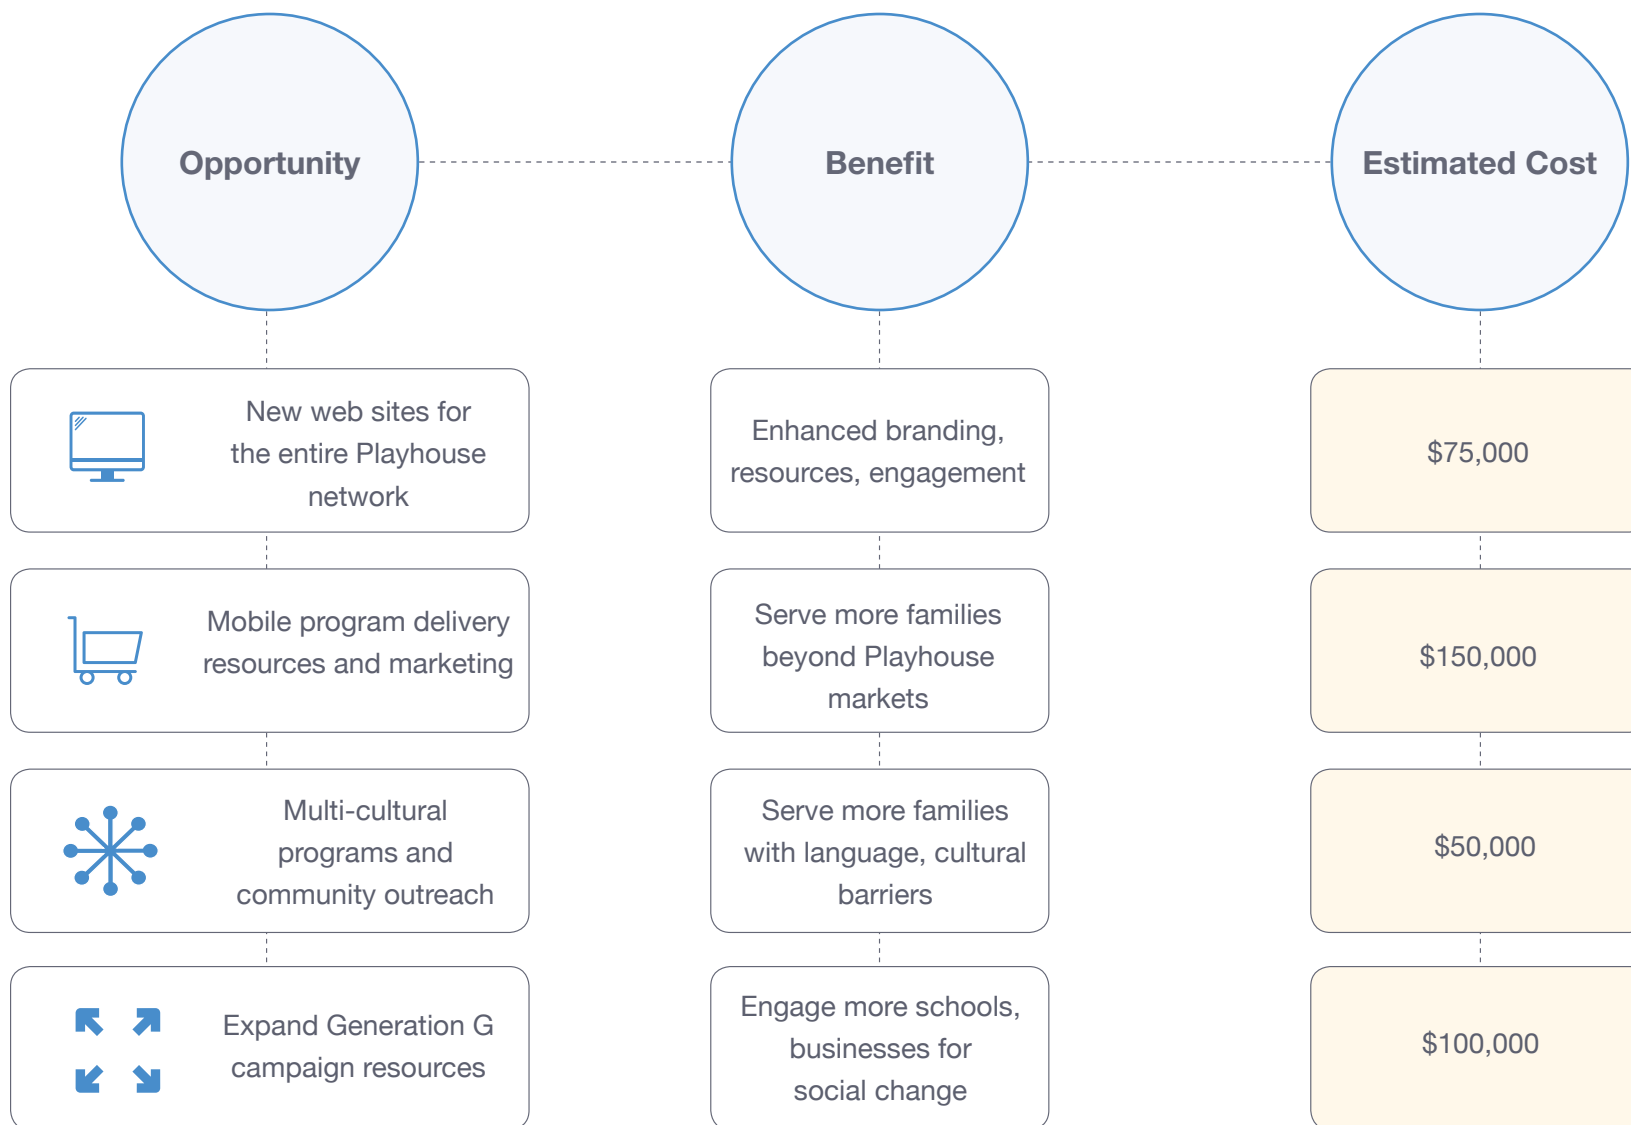 Opportunity
Benefit
Estimated Cost
New web sites for
the entire Playhouse
network
Enhanced branding,
resources, engagement
$75,000
Mobile program delivery
resources and marketing
Serve more families
beyond Playhouse
markets
$150,000
Multi-cultural
programs and
community outreach
Serve more families
with language, cultural
barriers
$50,000
Expand Generation G
campaign resources
Engage more schools,
businesses for
social change
$100,000